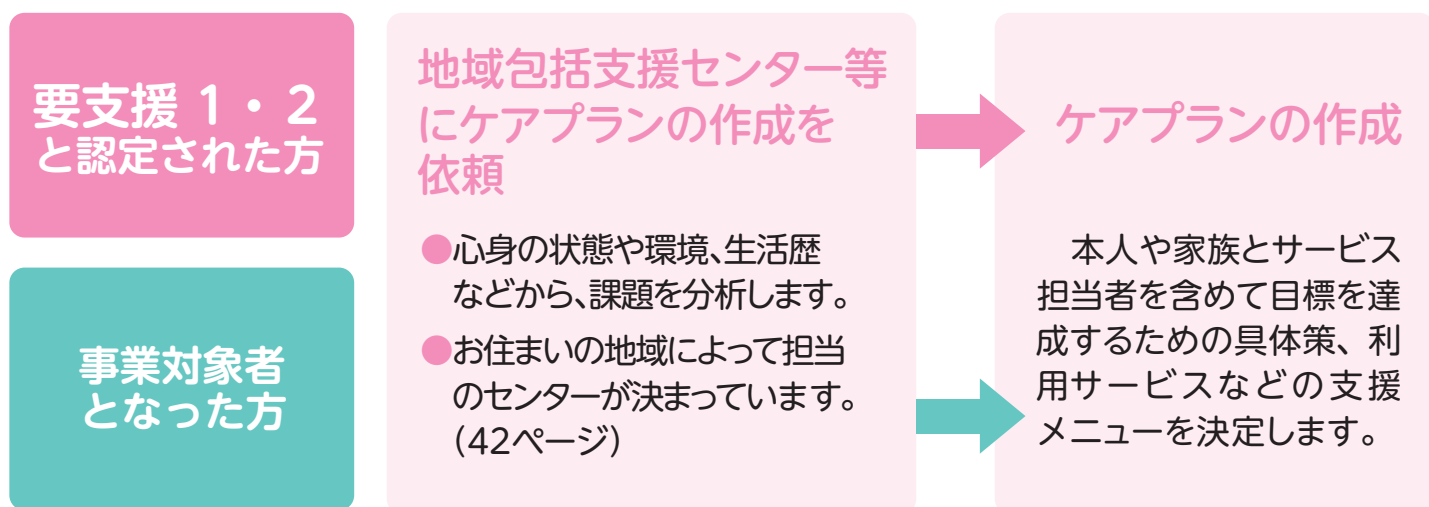 要支援 1・2
と認定された方
事業対象者
となった方
地域包括支援センター等
にケアプランの作成を
依頼
●心身の状態や環境、生活歴
などから、課題を分析します。
●お住まいの地域によって担当
のセンターが決まっています。
(42ページ)
ケアプランの作成
本人や家族とサービス
担当者を含めて目標を達
成するための具体策、利
用サービスなどの支援
メニューを決定します。